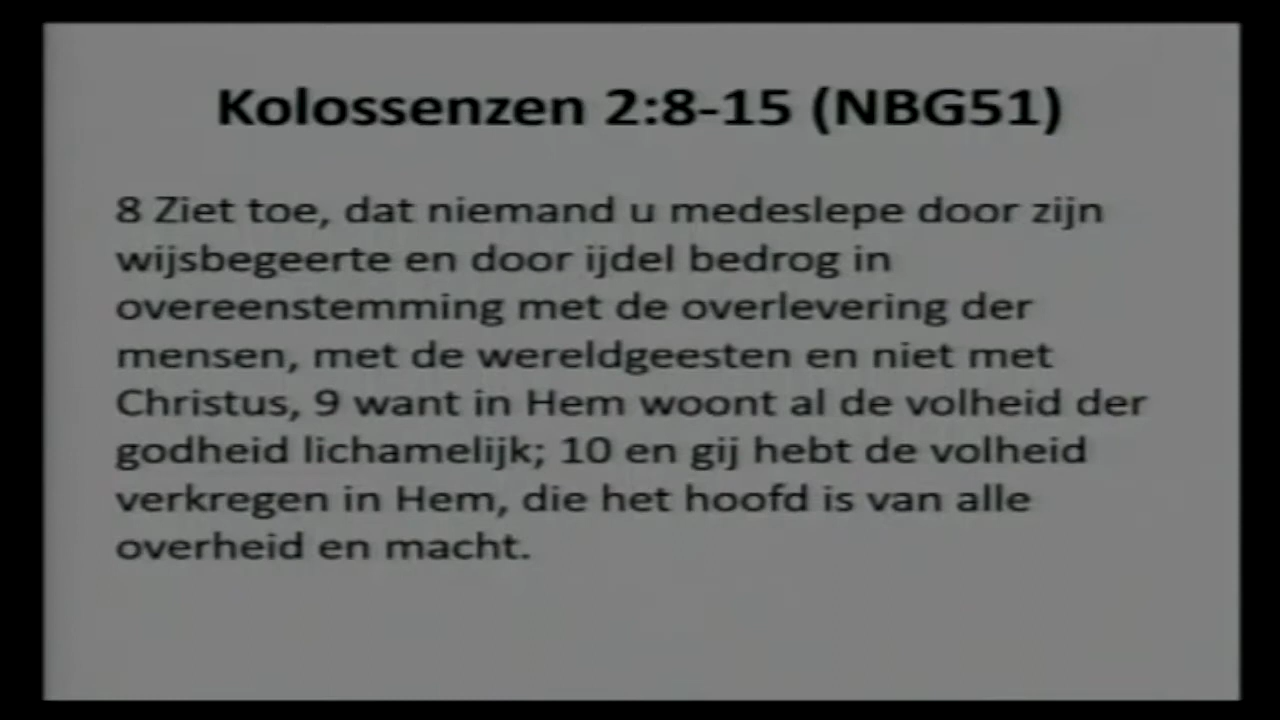 Kolossenzen 2:8-15 (NBG51)
8 Ziet toe, dat niemand u medeslepe door zijn
wijsbegeerte en door ijdel bedrog in
overeenstemming met de overlevering der
mensen, met de wereldgeesten en niet met
Christus, 9 want in Hem woont al de volheid der
godheid lichamelijk; 10 en gij hebt de volheid
verkregen in Hem, die het hoofd is van alle
overheid en macht.